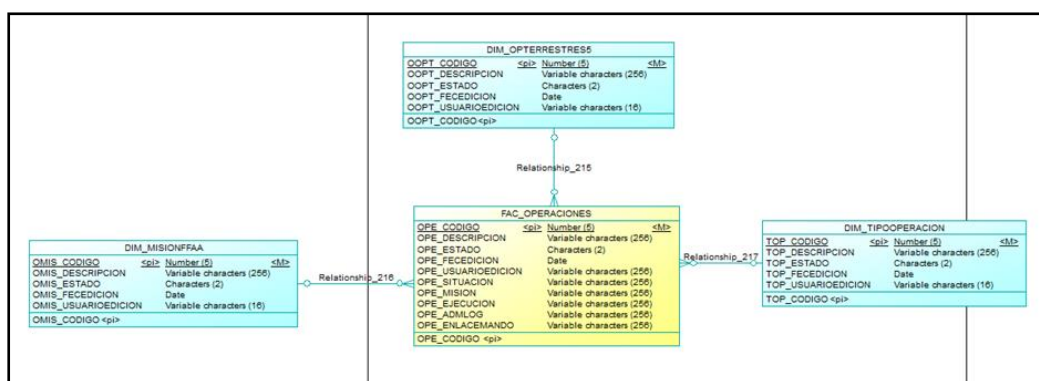 DIM_OPTERRESTRES5
OOPT_CODIGO <pi> Number (5) <M>
OOPT_DESCRIPCION Variable characters (256)
OOPT_ESTADO Characters (2)
OOPT_FECEDICION Date
OOPT_USUARIOEDICION Variable characters (16)
OOPT_CODIGO <pi>
Relationship_215
FAC_OPERACIONES
OPE_CODIGO <pi> Number (5) <M>
OPE_DESCRIPCION Variable characters (256)
OPE_ESTADO Characters (2)
OPE_FECEDICION Date
OPE_USUARIOEDICION Variable characters (256)
OPE_SITUACION Variable characters (256)
OPE_MISION Variable characters (256)
OPE_EJECUCION Variable characters (256)
OPE_ADMLOG Variable characters (256)
OPE_ENLACEMANDO Variable characters (256)
OPE_CODIGO <pi>
DIM_MISIONFFAA
OMIS_CODIGO <pi> Number (5) <M>
OMIS_DESCRIPCION Variable characters (256)
OMIS_ESTADO Characters (2)
OMIS_FECEDICION Date
OMIS_USUARIOEDICION Variable characters (16)
OMIS_CODIGO <pi>
Relationship_216
Relationship_217
DIM_TIPOOPERACION
TOP_CODIGO <pi> Number (5) <M>
TOP_DESCRIPCION Variable characters (256)
TOP_ESTADO Characters (2)
TOP_FECEDICION Date
TOP_USUARIOEDICION Variable characters (16)
TOP_CODIGO <pi>